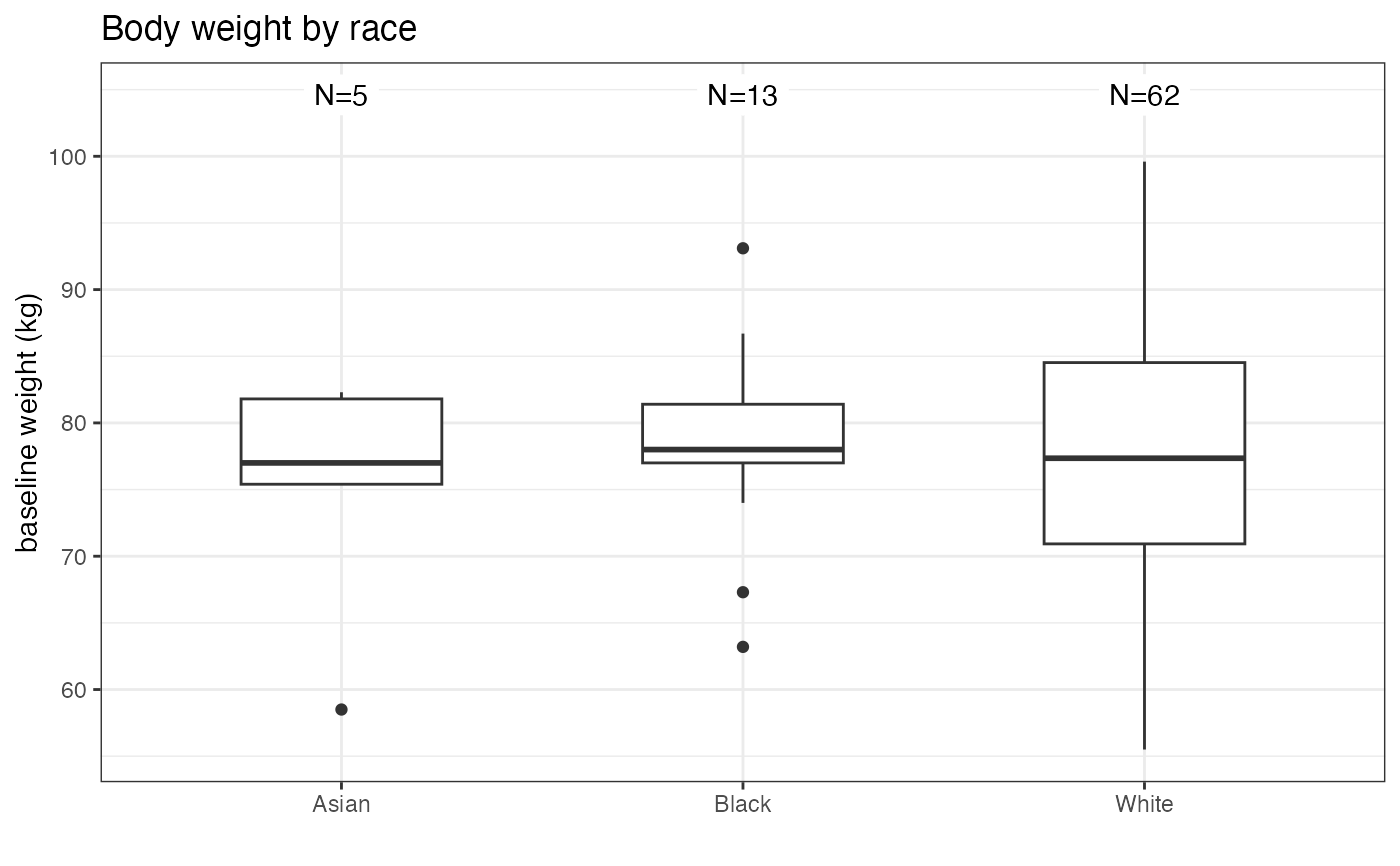 Body weight by race
N=5 N=13 N=62
100
90
80
70
60
baseline weight (kg)
Asian Black White